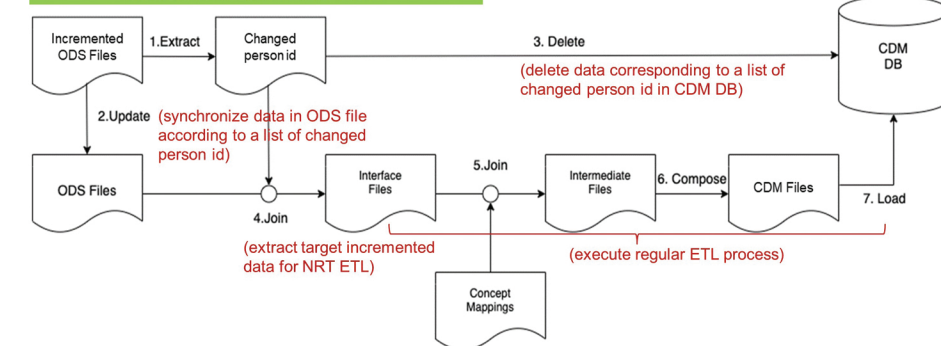 Incremented
ODS Files
1.Extract
Changed
person id
3. Delete
(delete data corresponding to a list of
changed person id in CDM DB)
CDM
DB
2.Update
(synchronize data in ODS file
according to a list of changed
person id)
ODS Files
4.Join
(extract target incremented
data for NRT ETL)
Interface
Files
5.Join
Intermediate
Files
6. Compose
CDM Files
7. Load
(execute regular ETL process)
Concept
Mappings